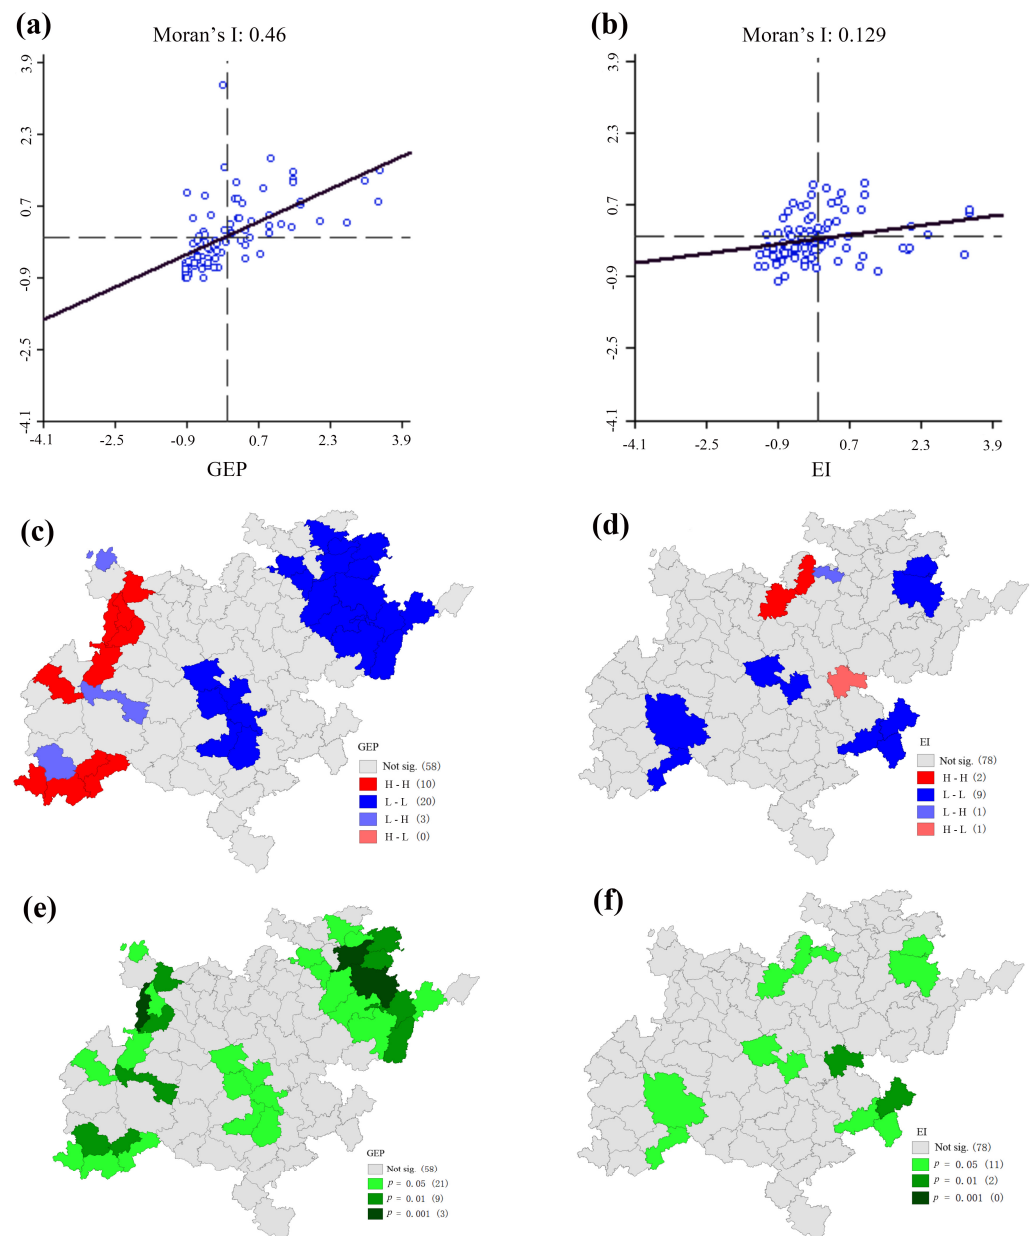 (a)
Moran's I: 0.46
3.9
2.3
0.7
-0.9
-2.5
-4.1
-4.1 -2.5 -0.9 0.7 2.3 3.9
GEP
(b)
Moran's I: 0.129
3.9
2.3
0.7
-0.9
-2.5
-4.1
-4.1 -2.5 -0.9 0.7 2.3 3.9
EI
(c)
GEP
Not sig. (58)
H - H (10)
L - L (20)
L - H (3)
H - L (0)
(d)
EI
Not sig. (78)
H - H (2)
L - L (9)
L - H (1)
H - L (1)
(e)
GEP
Not sig. (58)
p = 0.05 (21)
p = 0.01 (9)
p = 0.001 (3)
(f)
EI
Not sig. (78)
p = 0.05 (11)
p = 0.01 (2)
p = 0.001 (0)